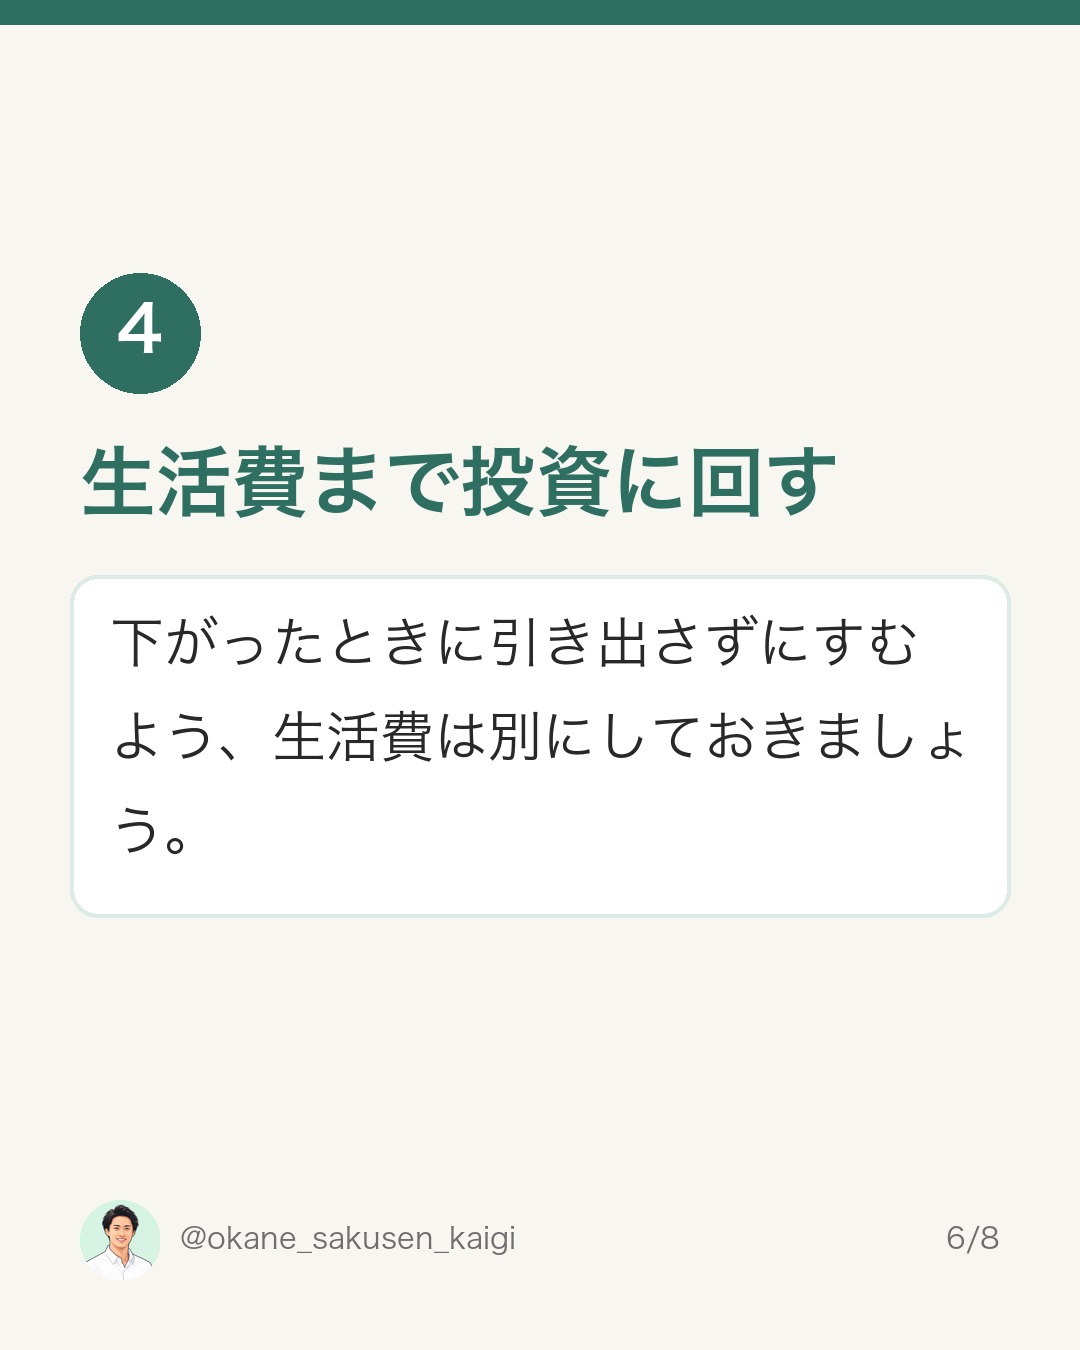 4
生活費まで投資に回す
下がったときに引き出さずにすむ
よう、生活費は別にしておきましょ
う。
@okane_sakusen_kaigi
6/8